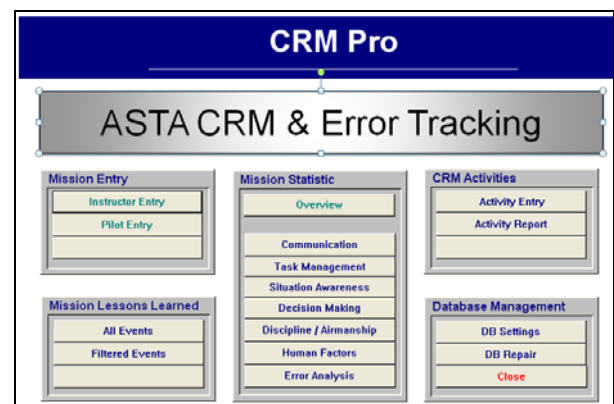 CRM Pro
ASTA CRM & Error Tracking
Mission Entry
Instructor Entry
Pilot Entry
Mission Lessons Learned
All Events
Filtered Events
Mission Statistic
Overview
Communication
Task Management
Situation Awareness
Decision Making
Discipline / Airmanship
Human Factors
Error Analysis
CRM Activities
Activity Entry
Activity Report
Database Management
DB Settings
DB Repair
Close